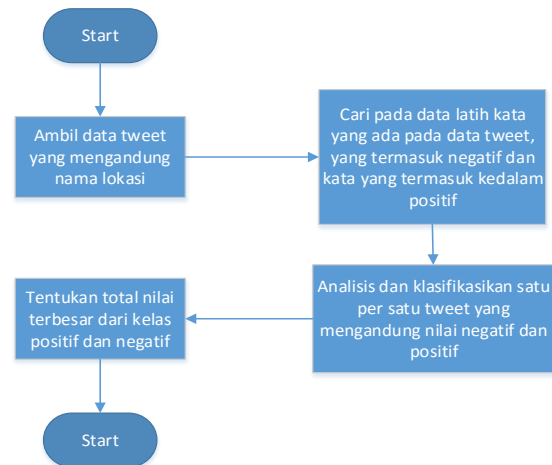 Start
Ambil data tweet
yang mengandung
nama lokasi
Cari pada data latih kata
yang ada pada data tweet,
yang termasuk negatif dan
kata yang termasuk kedalam
positif
Analisis dan klasifikasikan satu
per satu tweet yang
mengandung nilai negatif dan
positif
Tentukan total nilai
terbesar dari kelas
positif dan negatif
Start